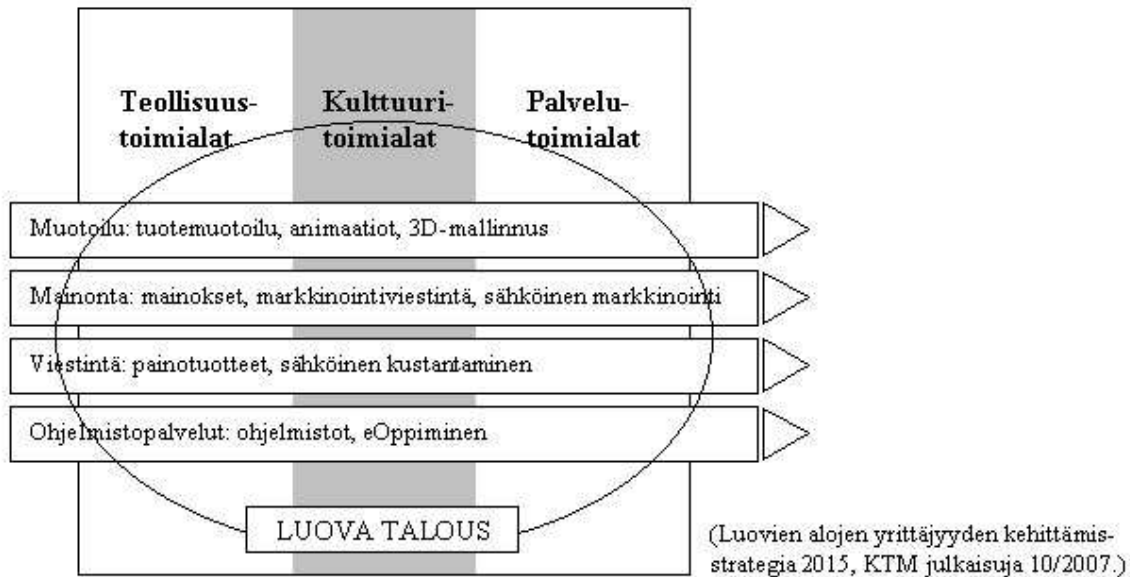 Teollisuus-
toimialat
Kulttuuri-
toimialat
Palvelu-
toimialat
Muotoilu: tuotemuotoilu, animaatiot, 3D-mallinnus
Mainonta: mainokset, markkinointiviestintä, sähköinen markkinointi
Viestintä: painotuotteet, sähköinen kustantaminen
Ohjelmistopalvelut: ohjelmistot, eOppiminen
LUOVA TALOUS
(Luovien alojen yrittäjyyden kehittämis-
strategia 2015, KTM julkaisuja 10/2007.)